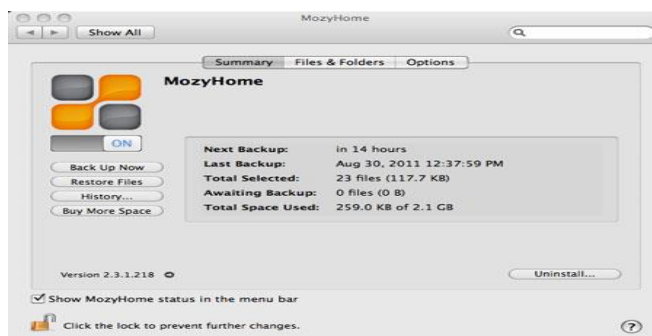 MozyHome
Show All
Summary Files & Folders Options
MozyHome
ON
Next Backup: in 14 hours
Last Backup: Aug 30, 2011 12:37:59 PM
Total Selected: 23 files (117.7 KB)
Awaiting Backup: 0 files (0 B)
Total Space Used: 259.0 KB of 2.1 GB
Back Up Now
Restore Files
History...
Buy More Space
Version 2.3.1.218
Uninstall...
Show MozyHome status in the menu bar
Click the lock to prevent further changes.
?